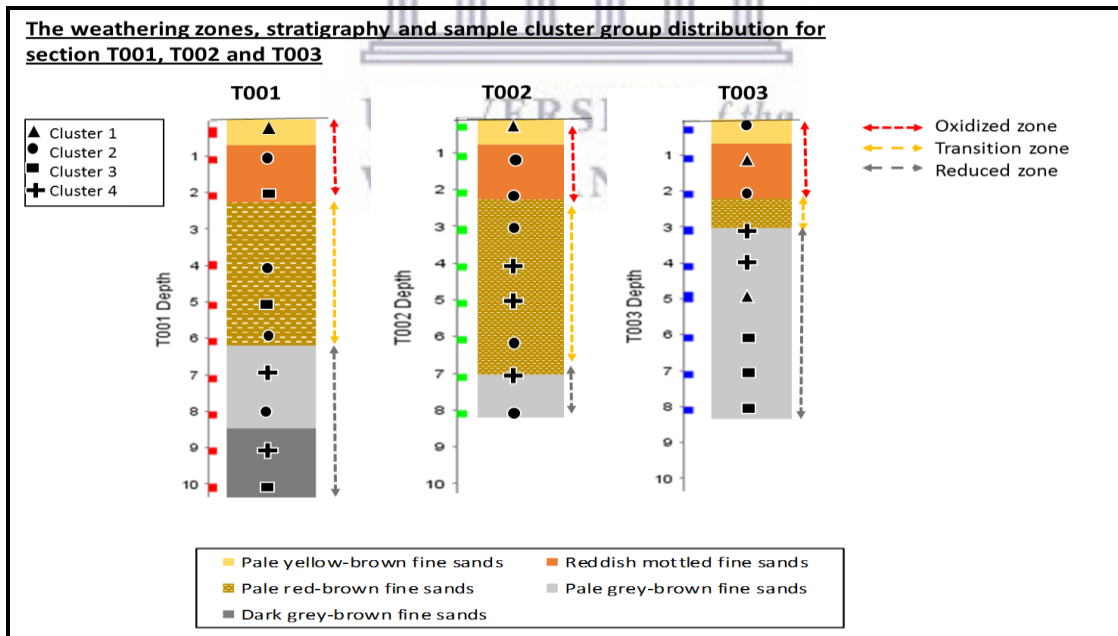 The weathering zones, stratigraphy and sample cluster group distribution for
section T001, T002 and T003
T001
T002
T003
VERSI of the
Cluster 1
Cluster 2
Cluster 3
Cluster 4
Oxidized zone
Transition zone
Reduced zone
T001 Depth
1
2
3
4
5
6
7
8
9
10
T002 Depth
1
2
3
4
5
6
7
8
9
10
T003 Depth
1
2
3
4
5
6
7
8
9
10
Pale yellow-brown fine sands
Reddish mottled fine sands
Pale red-brown fine sands
Pale grey-brown fine sands
Dark grey-brown fine sands